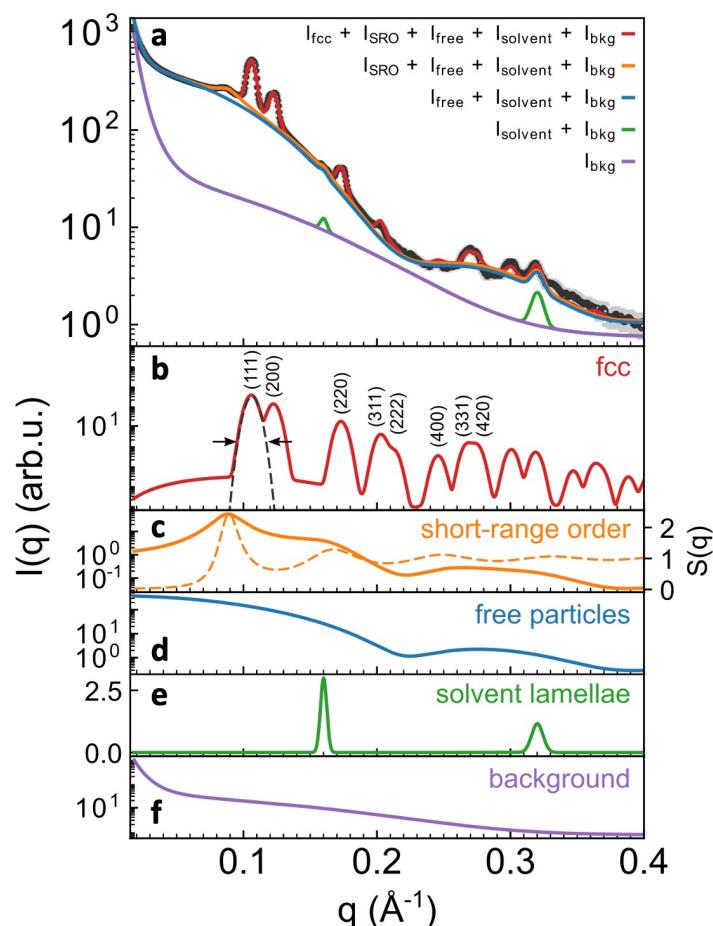 a
I_fcc + I_SRO + I_free + I_solvent + I_bkg
I_SRO + I_free + I_solvent + I_bkg
I_free + I_solvent + I_bkg
I_solvent + I_bkg
I_bkg
10³
10²
10¹
10⁰
b
fcc
(111)
(200)
(220)
(311)
(222)
(400)
(331)
(420)
10¹
I(q) (arb.u.)
c
short-range order
10⁰
10⁻¹
2
1
0
S(q)
d
free particles
10¹
10⁰
e
solvent lamellae
2.5
0.0
f
background
10¹
0.1 0.2 0.3 0.4
q (Å⁻¹)